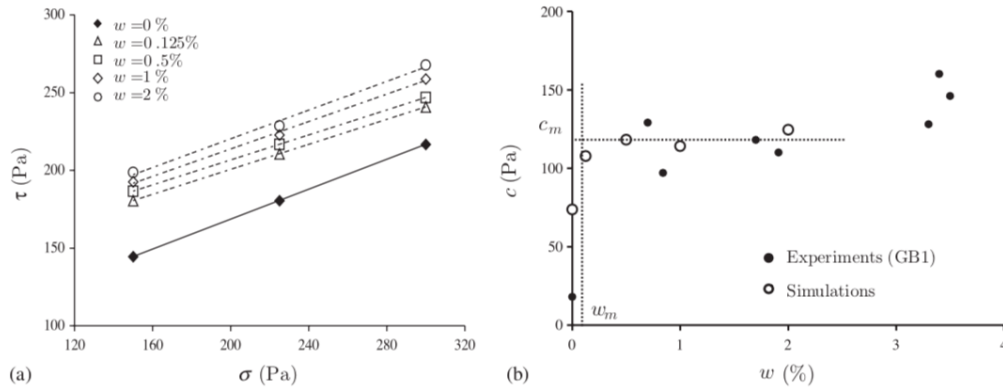 300
250
200
150
100
τ (Pa)
w =0 %
w =0 .125%
w =0 .5%
w =1 %
w =2 %
120 160 200 240 280 320
(a)
σ (Pa)
200
150
100
50
0
c (Pa)
c_m
w_m
Experiments (GB1)
Simulations
0 1 2 3 4
(b)
w (%)